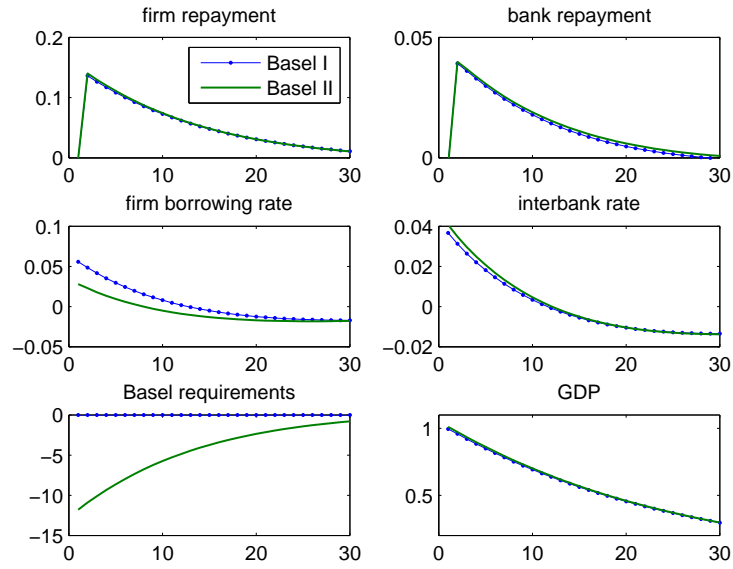 firm repayment
bank repayment
0.2
0.1
0
0 10 20 30
Basel I
Basel II
0.05
0
0 10 20 30
firm borrowing rate
interbank rate
0.1
0.05
0
−0.05
0 10 20 30
0.04
0.02
0
−0.02
0 10 20 30
Basel requirements
GDP
0
−5
−10
−15
0 10 20 30
1
0.5
0 10 20 30